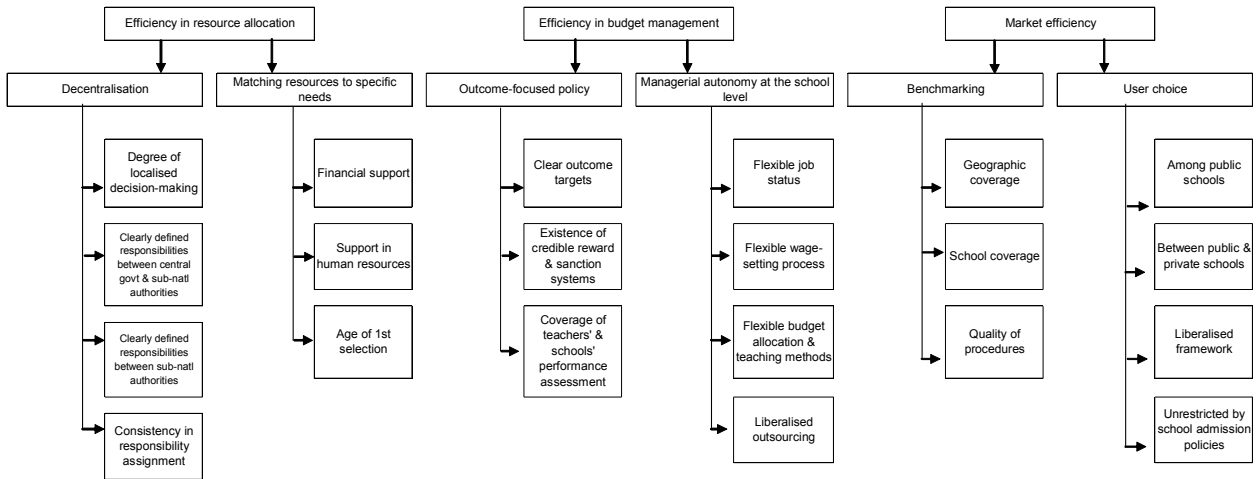 Efficiency in resource allocation
Efficiency in budget management
Market efficiency
Decentralisation
Matching resources to specific
needs
Outcome-focused policy
Managerial autonomy at the school
level
Benchmarking
User choice
Degree of
localised
decision-making
Clearly defined
responsibilities
between central
govt & sub-natl
authorities
Clearly defined
responsibilities
between sub-natl
authorities
Consistency in
responsibility
assignment
Financial support
Support in
human resources
Age of 1st
selection
Clear outcome
targets
Existence of
credible reward
& sanction
systems
Coverage of
teachers' &
schools'
performance
assessment
Flexible job
status
Flexible wage-
setting process
Flexible budget
allocation &
teaching methods
Liberalised
outsourcing
Geographic
coverage
School coverage
Quality of
procedures
Among public
schools
Between public &
private schools
Liberalised
framework
Unrestricted by
school admission
policies